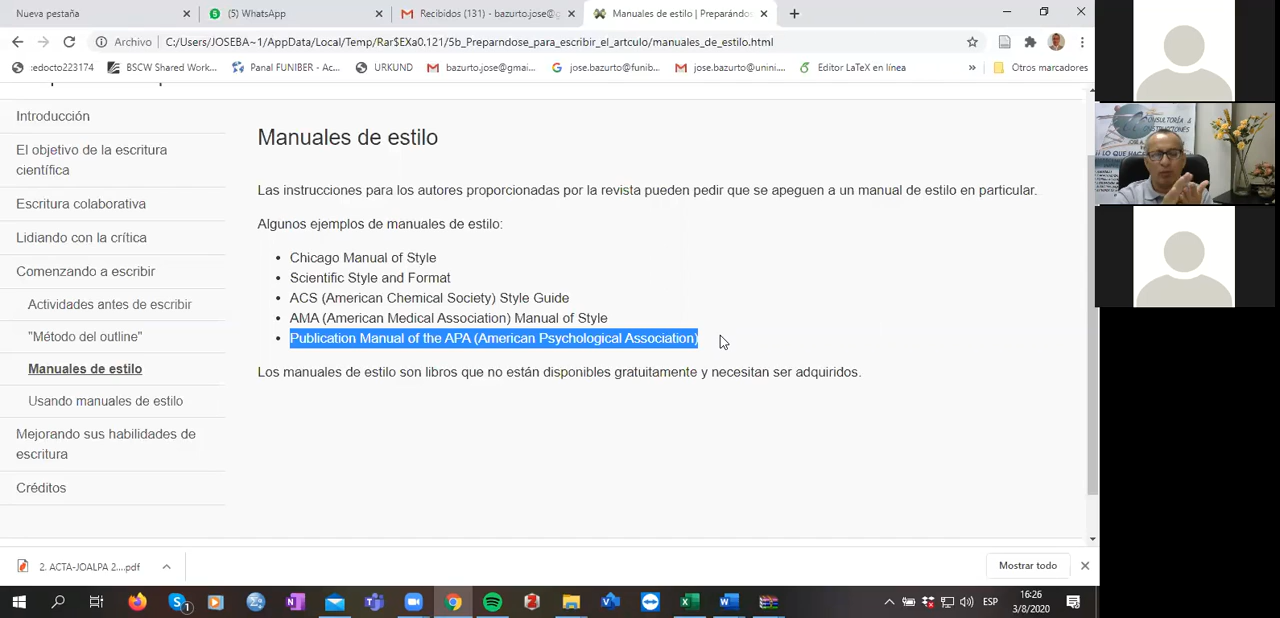 Nueva pestaña
(5) WhatsApp
Recibidos (131) - bazurto.jose@g
Manuales de estilo | Preparándos
Archivo | C:/Users/JOSEBA~1/AppData/Local/Temp/Rar$EXa0.121/5b_Preparndose_para_escribir_el_artculo/manuales_de_estilo.html
:edocto223174
BSCW Shared Work...
Panal FUNIBER - Ac...
URKUND
bazurto.jose@gmai...
jose.bazurto@funib...
jose.bazurto@unini....
Editor LaTeX en línea
»
Otros marcadores
Introducción
El objetivo de la escritura
científica
Escritura colaborativa
Lidiando con la crítica
Comenzando a escribir
Actividades antes de escribir
"Método del outline"
Manuales de estilo
Usando manuales de estilo
Mejorando sus habilidades de
escritura
Créditos
Manuales de estilo
Las instrucciones para los autores proporcionadas por la revista pueden pedir que se apeguen a un manual de estilo en particular.
Algunos ejemplos de manuales de estilo:
• Chicago Manual of Style
• Scientific Style and Format
• ACS (American Chemical Society) Style Guide
• AMA (American Medical Association) Manual of Style
• Publication Manual of the APA (American Psychological Association)
Los manuales de estilo son libros que no están disponibles gratuitamente y necesitan ser adquiridos.
CONSULTORÍA &
LO QUE HACE
2. ACTA-JOALPA 2....pdf
Mostrar todo
ESP
16:26
3/8/2020